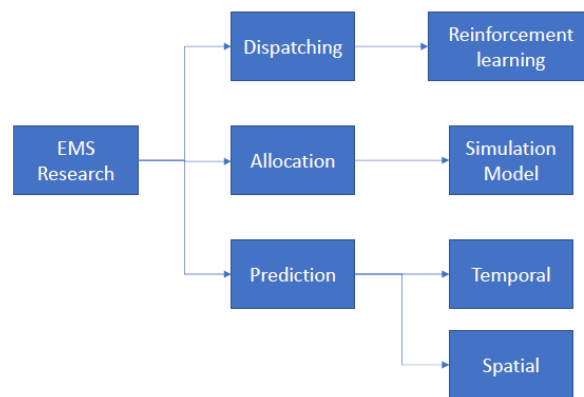 Dispatching
Reinforcement
learning
EMS
Research
Allocation
Simulation
Model
Prediction
Temporal
Spatial